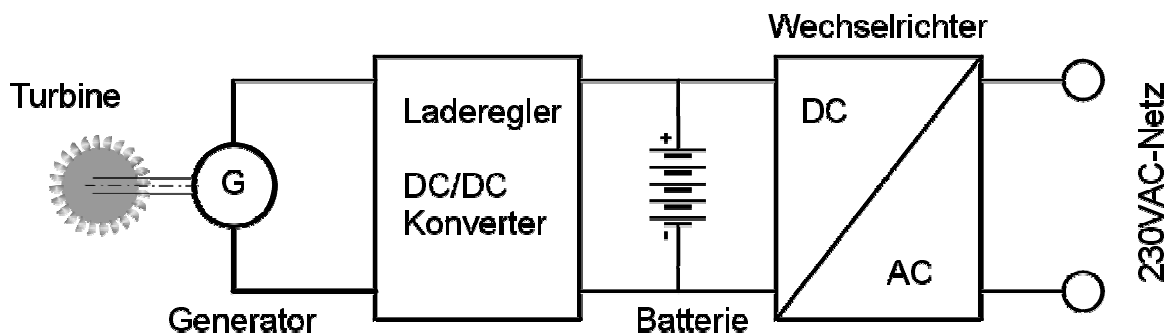 Wechselrichter
Turbine
G
Generator
Laderegler
DC/DC
Konverter
+
-
Batterie
DC
AC
230VAC-Netz